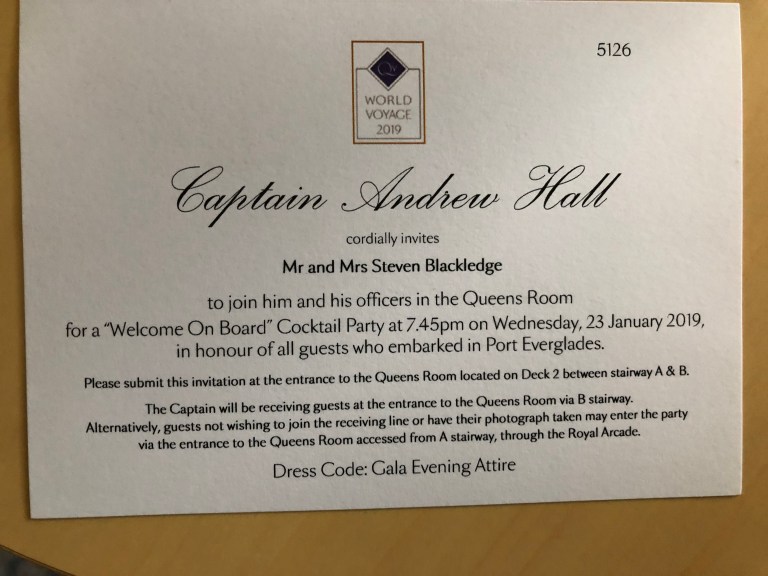 5126
QV
WORLD
VOYAGE
2019
Captain Andrew Hall
cordially invites
Mr and Mrs Steven Blackledge
to join him and his officers in the Queens Room
for a “Welcome On Board” Cocktail Party at 7.45pm on Wednesday, 23 January 2019,
in honour of all guests who embarked in Port Everglades.
Please submit this invitation at the entrance to the Queens Room located on Deck 2 between stairway A & B.
The Captain will be receiving guests at the entrance to the Queens Room via B stairway.
Alternatively, guests not wishing to join the receiving line or have their photograph taken may enter the party
via the entrance to the Queens Room accessed from A stairway, through the Royal Arcade.
Dress Code: Gala Evening Attire